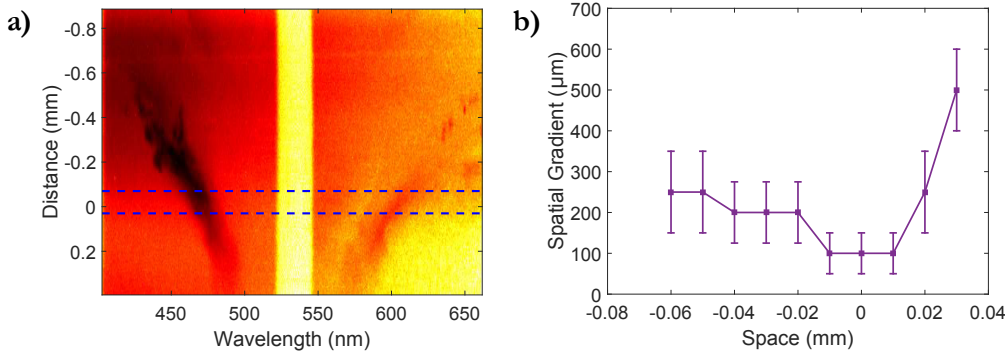 a)
-0.8
-0.6
-0.4
-0.2
0
0.2
Distance (mm)
450 500 550 600 650
Wavelength (nm)
b)
700
600
500
400
300
200
100
0
Spatial Gradient (μm)
-0.08 -0.06 -0.04 -0.02 0 0.02 0.04
Space (mm)